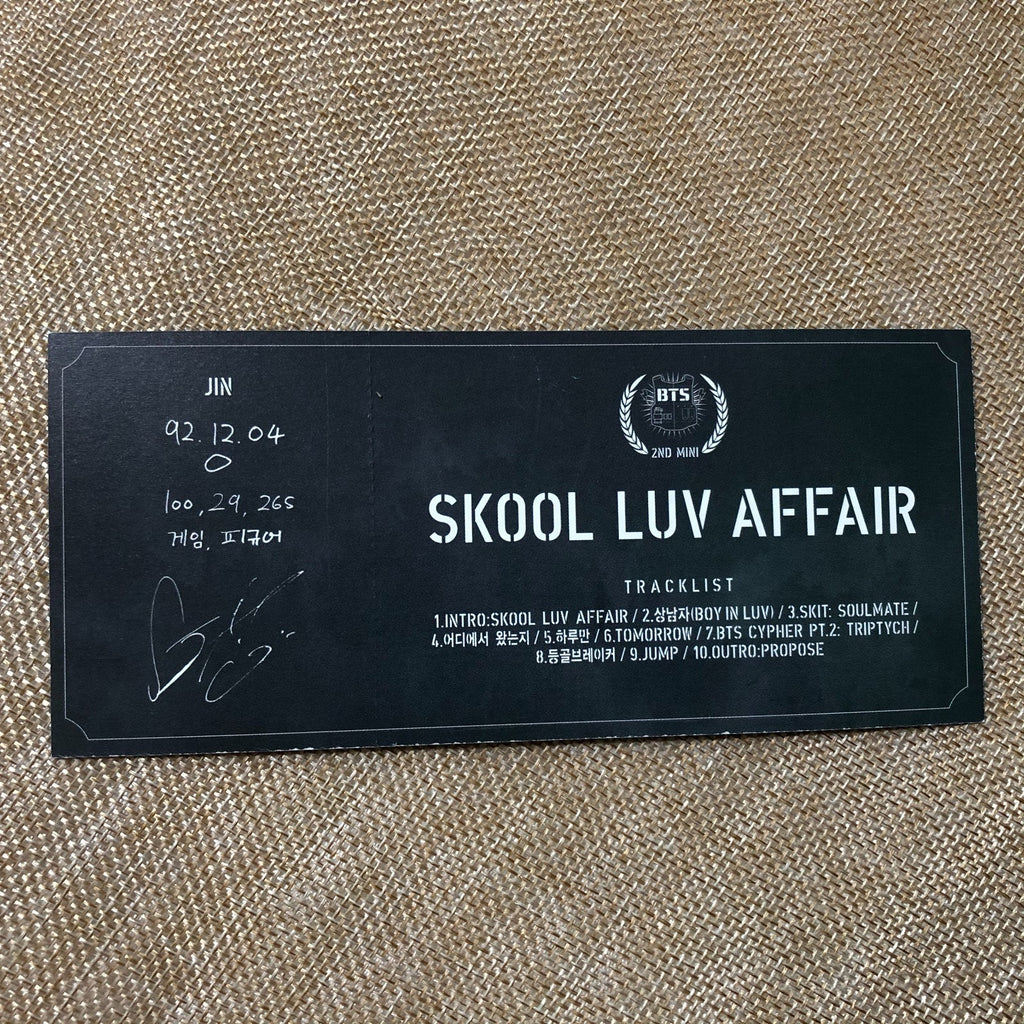 JIN
92.12.04
O
100, 29, 265
게임, 피규어
BTS
2ND MINI
SKOOL LUV AFFAIR
TRACKLIST
1.INTRO:SKOOL LUV AFFAIR / 2.상남자(BOY IN LUV) / 3.SKIT: SOULMATE /
4.어디에서 왔는지 / 5.하루만 / 6.TOMORROW / 7.BTS CYPHER PT.2: TRIPTYCH /
8.등골브레이커 / 9.JUMP / 10.OUTRO:PROPOSE